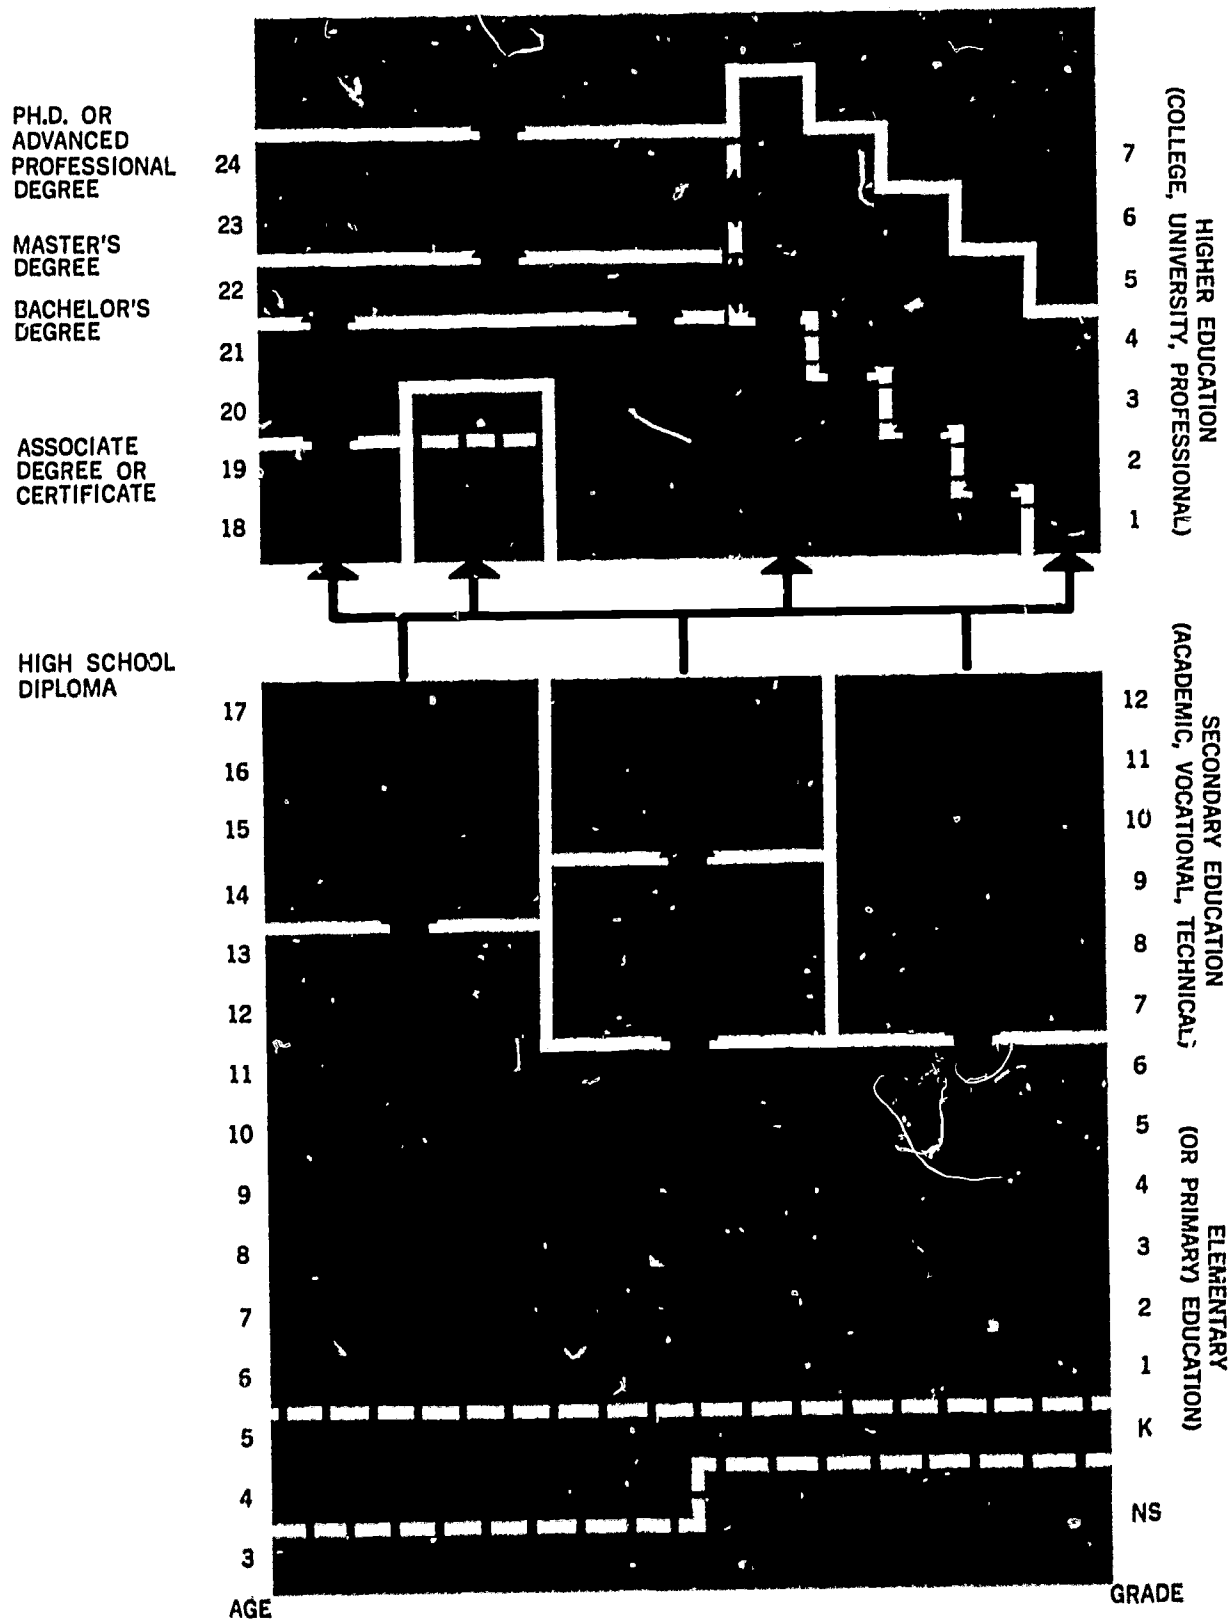 PH.D. OR
ADVANCED
PROFESSIONAL
DEGREE
MASTER'S
DEGREE
BACHELOR'S
DEGREE
ASSOCIATE
DEGREE OR
CERTIFICATE
HIGH SCHOOL
DIPLOMA
24
23
22
21
20
19
18
17
16
15
14
13
12
11
10
9
8
7
6
5
4
3
AGE
7
6
5
4
3
2
1
12
11
10
9
8
7
6
5
4
3
2
1
K
NS
GRADE
HIGHER EDUCATION
(COLLEGE, UNIVERSITY, PROFESSIONAL)
SECONDARY EDUCATION
(ACADEMIC, VOCATIONAL, TECHNICAL)
ELEMENTARY
(OR PRIMARY) EDUCATION)